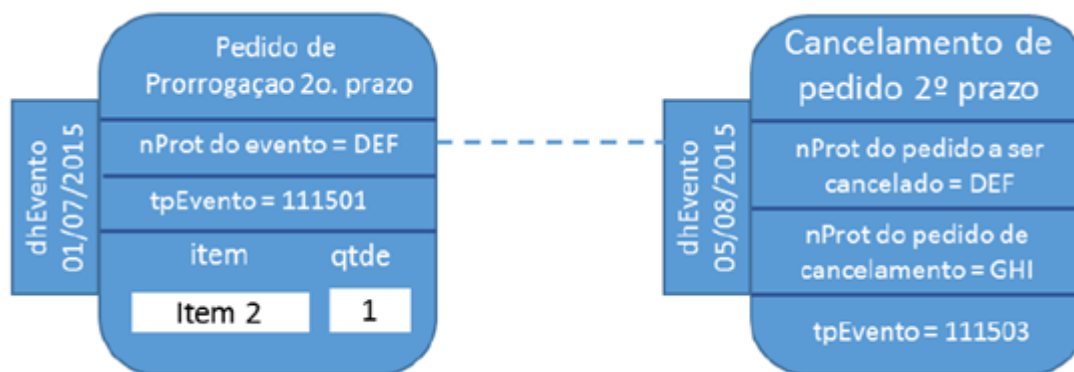 Pedido de
Prorrogaçao 2o. prazo
dhEvento
01/07/2015
nProt do evento = DEF
tpEvento = 111501
item qtde
Item 2 1
Cancelamento de
pedido 2º prazo
dhEvento
05/08/2015
nProt do pedido a ser
cancelado = DEF
nProt do pedido de
cancelamento = GHI
tpEvento = 111503